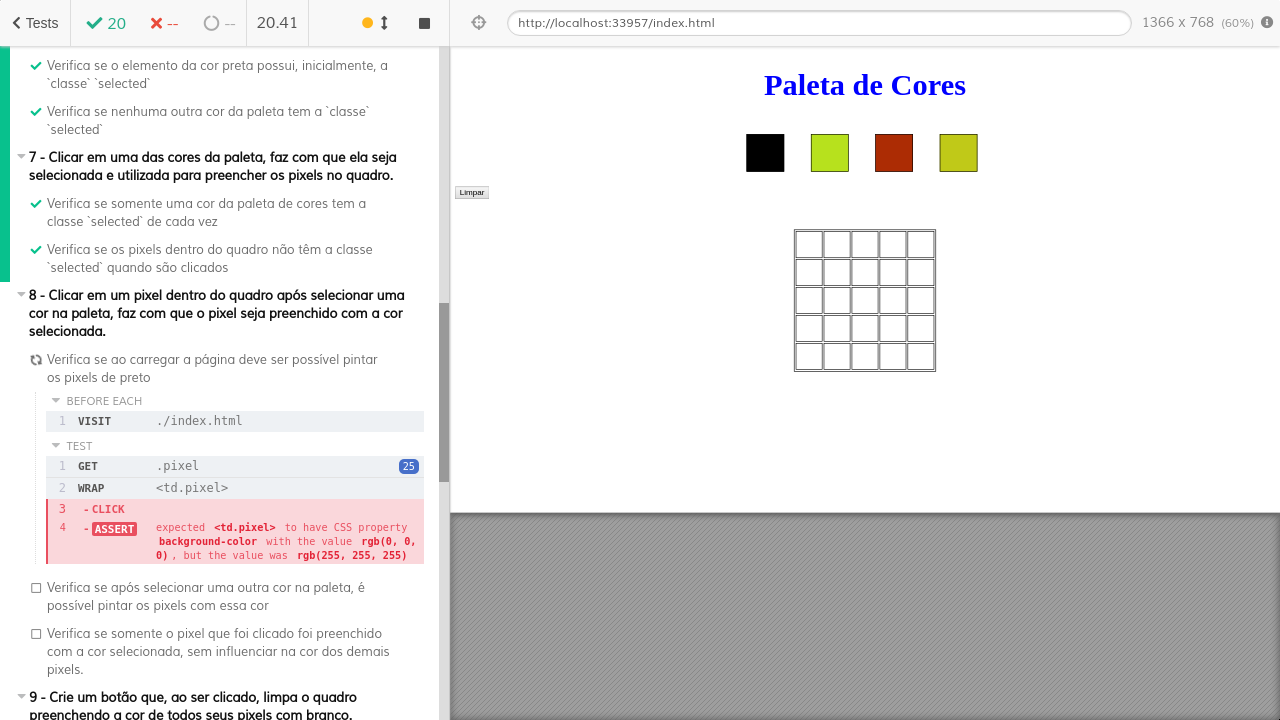 Tests 20 -- -- 20.41
http://localhost:33957/index.html 1366 x 768 (60%)
Verifica se o elemento da cor preta possui, inicialmente, a
`classe` `selected`
Verifica se nenhuma outra cor da paleta tem a `classe`
`selected`
7 - Clicar em uma das cores da paleta, faz com que ela seja
selecionada e utilizada para preencher os pixels no quadro.
Verifica se somente uma cor da paleta de cores tem a
classe `selected` de cada vez
Verifica se os pixels dentro do quadro não têm a classe
`selected` quando são clicados
8 - Clicar em um pixel dentro do quadro após selecionar uma
cor na paleta, faz com que o pixel seja preenchido com a cor
selecionada.
Verifica se ao carregar a página deve ser possível pintar
os pixels de preto
BEFORE EACH
1 VISIT ./index.html
TEST
1 GET .pixel 25
2 WRAP <td.pixel>
3 -CLICK
4 -ASSERT expected <td.pixel> to have CSS property
background-color with the value rgb(0, 0,
0), but the value was rgb(255, 255, 255)
Verifica se após selecionar uma outra cor na paleta, é
possível pintar os pixels com essa cor
Verifica se somente o pixel que foi clicado foi preenchido
com a cor selecionada, sem influenciar na cor dos demais
pixels.
9 - Crie um botão que, ao ser clicado, limpa o quadro
preenchendo a cor de todos seus pixels com branco.
Paleta de Cores
Limpar